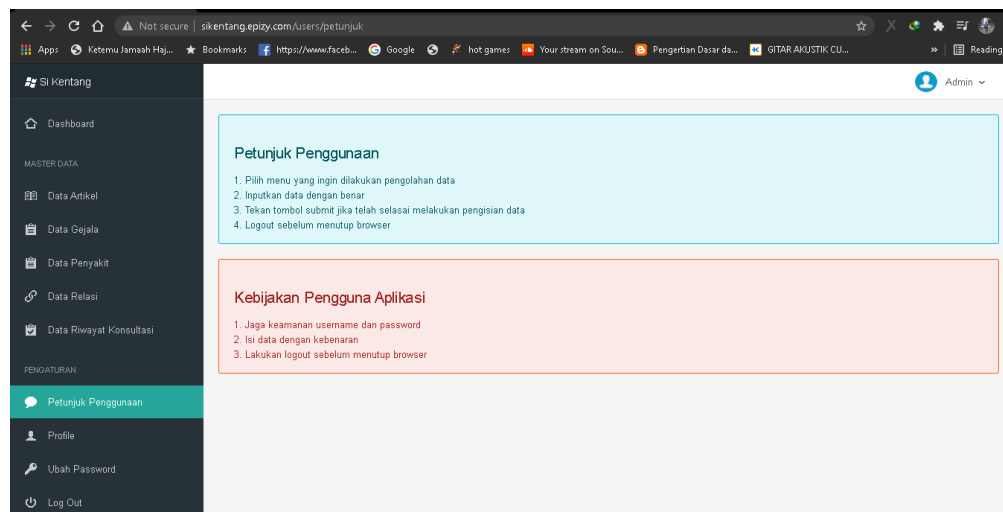 Not secure | sikentang.epizy.com/users/petunjuk
Apps Ketemu Jamaah Haj... Bookmarks https://www.faceb... Google hot games Your stream on Sou... Pengertian Dasar da... GITAR AKUSTIK CU... » Reading
Si Kentang
Admin
Dashboard
MASTER DATA
Data Artikel
Data Gejala
Data Penyakit
Data Relasi
Data Riwayat Konsultasi
PENGATURAN
Petunjuk Penggunaan
Profile
Ubah Password
Log Out
Petunjuk Penggunaan
1. Pilih menu yang ingin dilakukan pengolahan data
2. Inputkan data dengan benar
3. Tekan tombol submit jika telah selasai melakukan pengisian data
4. Logout sebelum menutup browser
Kebijakan Pengguna Aplikasi
1. Jaga keamanan username dan password
2. Isi data dengan kebenaran
3. Lakukan logout sebelum menutup browser